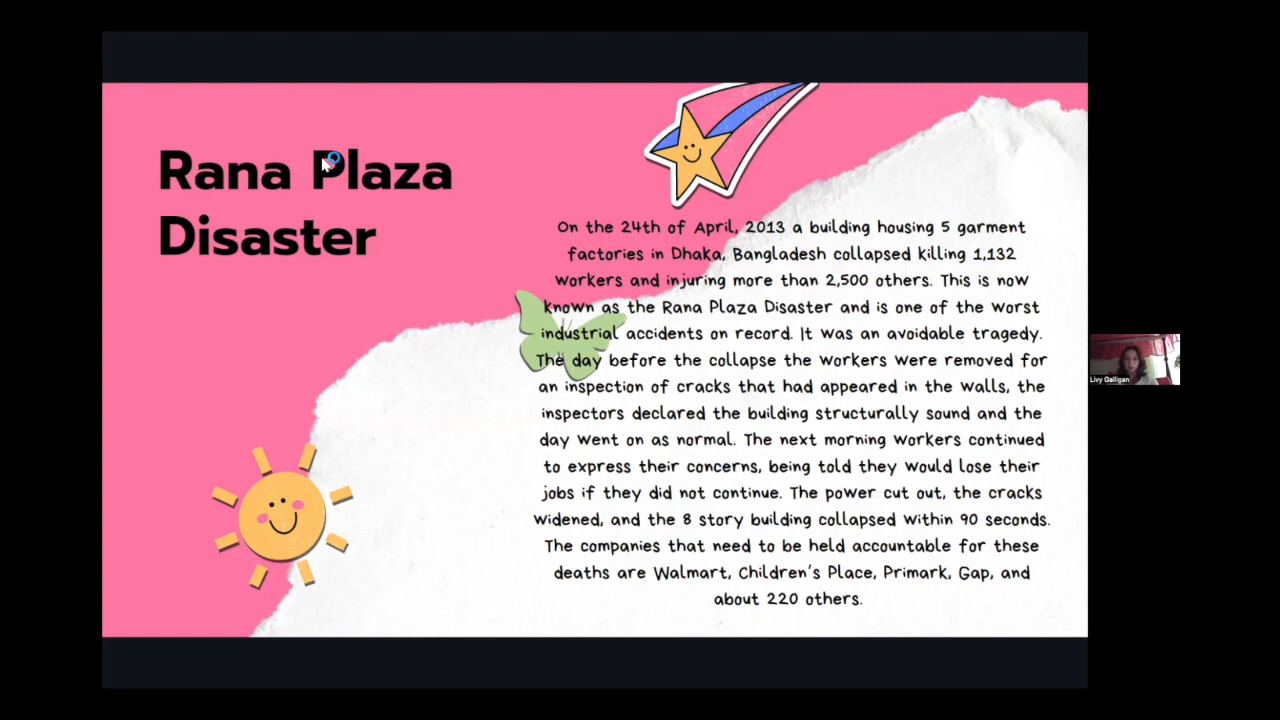 Rana Plaza
Disaster
On the 24th of April, 2013 a building housing 5 garment
factories in Dhaka, Bangladesh collapsed killing 1,132
workers and injuring more than 2,500 others. This is now
known as the Rana Plaza Disaster and is one of the worst
industrial accidents on record. It was an avoidable tragedy.
The day before the collapse the workers were removed for
an inspection of cracks that had appeared in the walls, the
inspectors declared the building structurally sound and the
day went on as normal. The next morning workers continued
to express their concerns, being told they would lose their
jobs if they did not continue. The power cut out, the cracks
widened, and the 8 story building collapsed within 90 seconds.
The companies that need to be held accountable for these
deaths are Walmart, Children's Place, Primark, Gap, and
about 220 others.
Livy Galligan